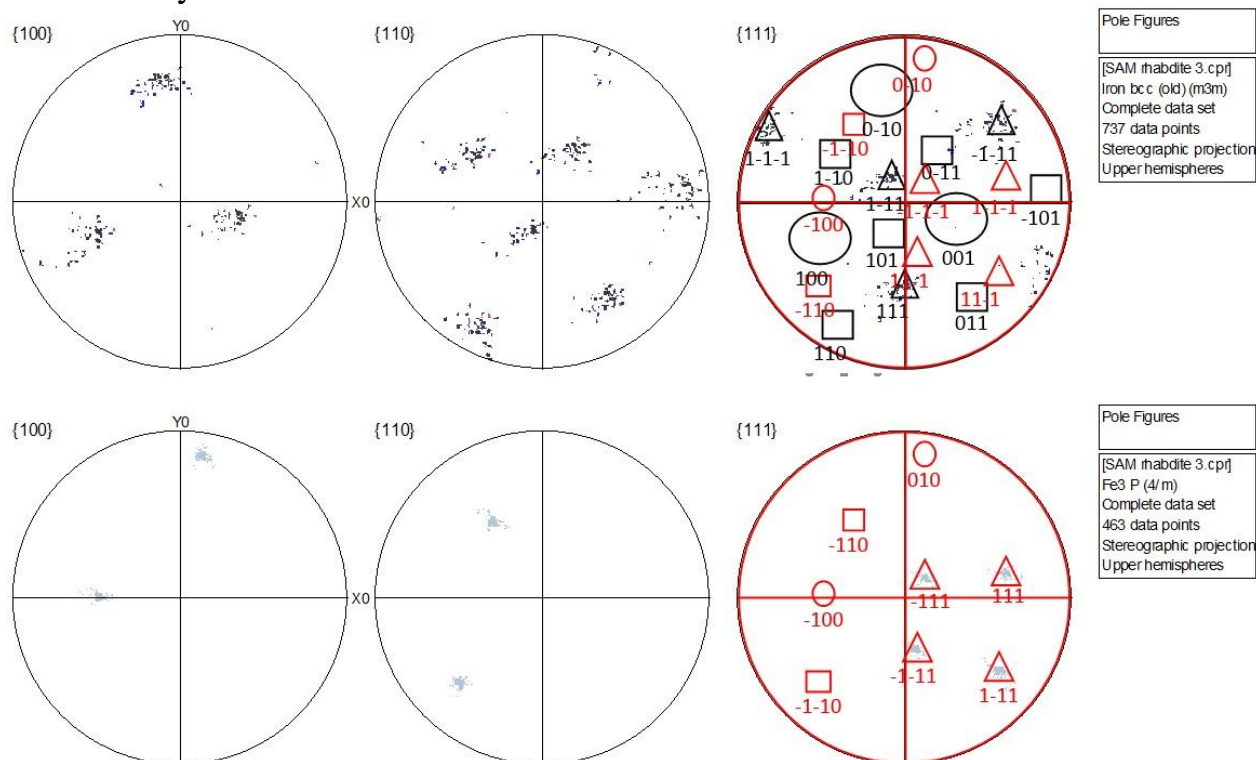 {100}
Y0
X0
{110}
{111}
0-10
0-10
-1-10
1-1-1
1-10
0-11
-1-11
1-11
-1-1-1
1-1-1
-101
-100
101
001
100
11-1
-110
111
011
110
Pole Figures
[SAM rhabdite 3.cpr]
Iron bcc (old) (m3m)
Complete data set
737 data points
Stereographic projection
Upper hemispheres
{100}
Y0
X0
{110}
{111}
010
-110
-111
111
-100
-1-11
1-11
-1-10
Pole Figures
[SAM rhabdite 3.cpr]
Fe3 P (4/m)
Complete data set
463 data points
Stereographic projection
Upper hemispheres